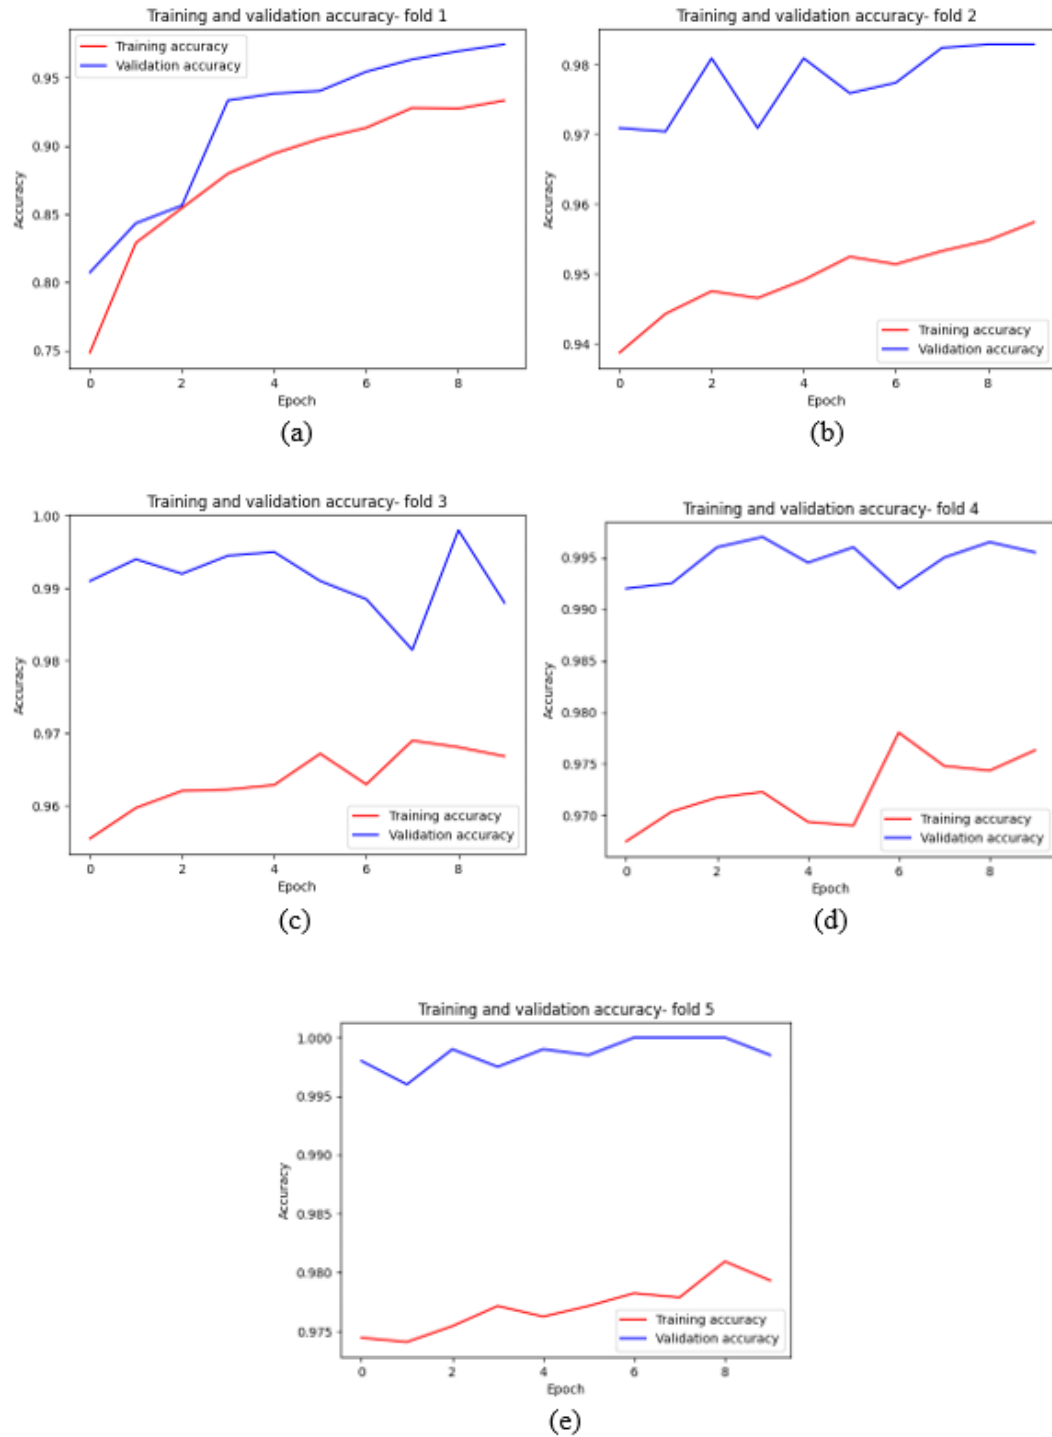 Training and validation accuracy- fold 1
Training accuracy
Validation accuracy
0.95
0.90
0.85
0.80
0.75
Accuracy
0 2 4 6 8
Epoch
(a)
Training and validation accuracy- fold 2
0.98
0.97
0.96
0.95
0.94
Accuracy
Training accuracy
Validation accuracy
0 2 4 6 8
Epoch
(b)
Training and validation accuracy- fold 3
1.00
0.99
0.98
0.97
0.96
Accuracy
Training accuracy
Validation accuracy
0 2 4 6 8
Epoch
(c)
Training and validation accuracy- fold 4
0.995
0.990
0.985
0.980
0.975
0.970
Accuracy
Training accuracy
Validation accuracy
0 2 4 6 8
Epoch
(d)
Training and validation accuracy- fold 5
1.000
0.995
0.990
0.985
0.980
0.975
Accuracy
Training accuracy
Validation accuracy
0 2 4 6 8
Epoch
(e)